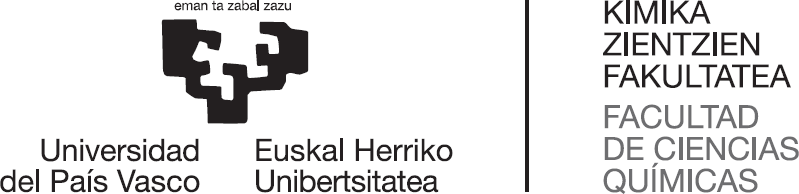 eman ta zabal zazu
Universidad
del País Vasco
Euskal Herriko
Unibertsitatea
KIMIKA
ZIENTZIEN
FAKULTATEA
FACULTAD
DE CIENCIAS
QUÍMICAS